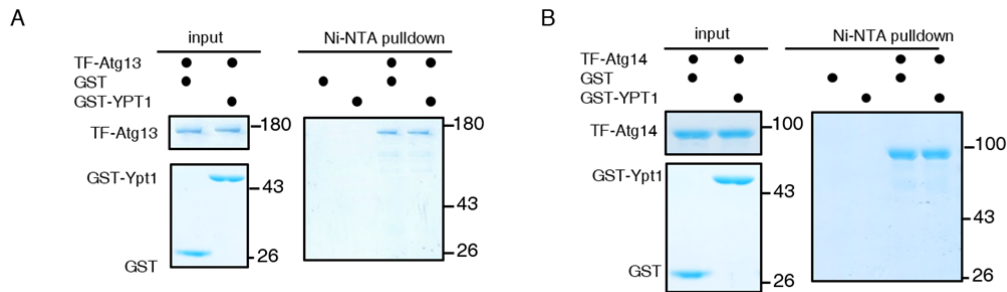 A
input
Ni-NTA pulldown
TF-Atg13
GST
GST-YPT1
TF-Atg13
180
180
GST-Ypt1
43
43
GST
26
26
B
input
Ni-NTA pulldown
TF-Atg14
GST
GST-YPT1
TF-Atg14
100
100
GST-Ypt1
43
43
GST
26
26